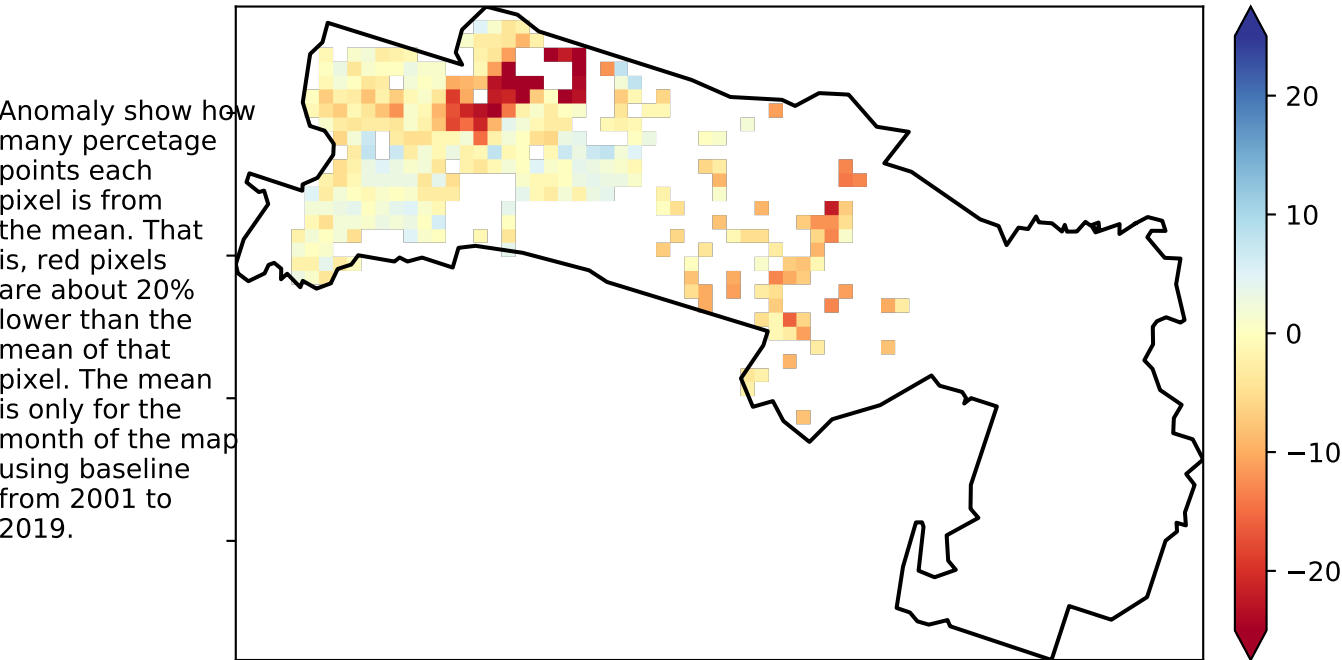 Anomaly show how
many percetage
points each
pixel is from
the mean. That
is, red pixels
are about 20%
lower than the
mean of that
pixel. The mean
is only for the
month of the map
using baseline
from 2001 to
2019.
20
10
0
−10
−20